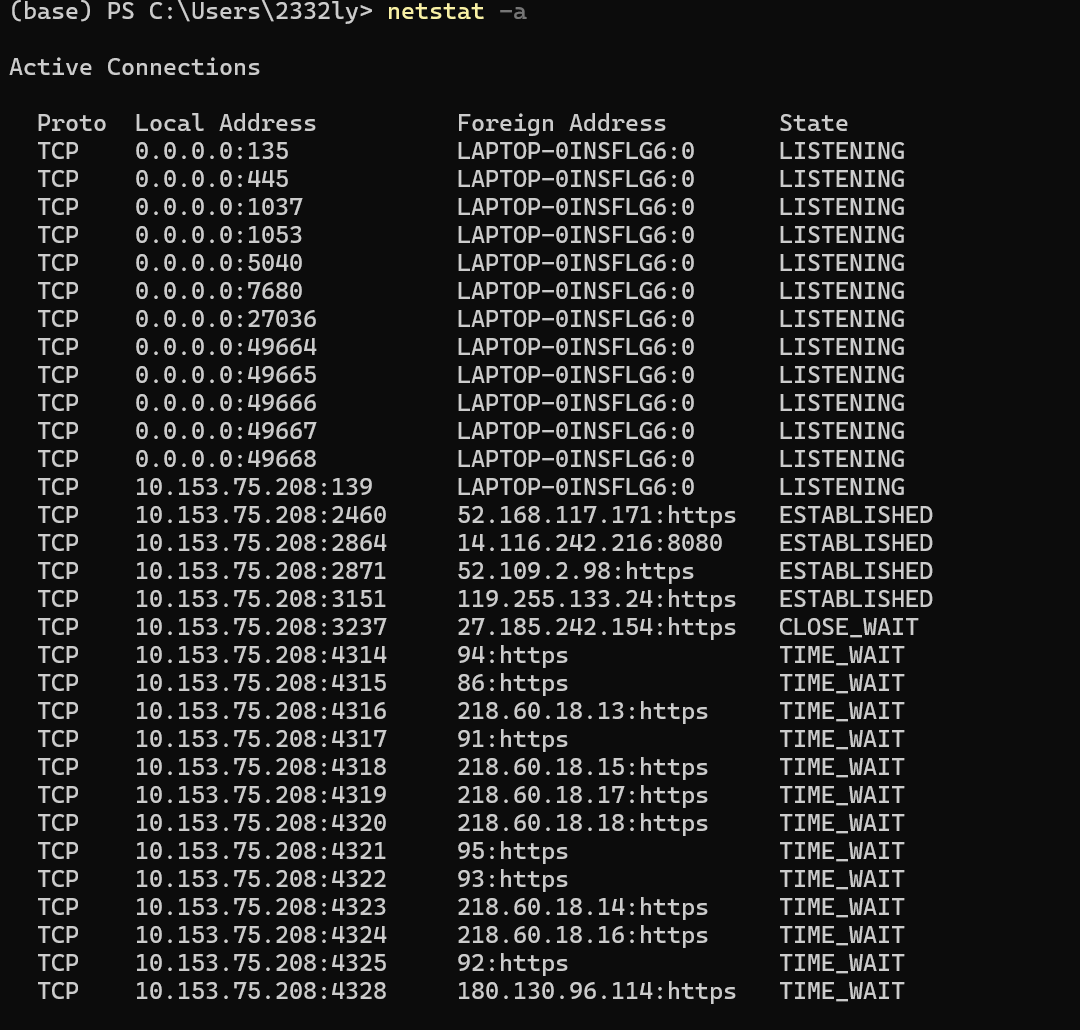 (base) PS C:\Users\2332ly> netstat -a
Active Connections
Proto  Local Address          Foreign Address        State
TCP    0.0.0.0:135            LAPTOP-0INSFLG6:0      LISTENING
TCP    0.0.0.0:445            LAPTOP-0INSFLG6:0      LISTENING
TCP    0.0.0.0:1037           LAPTOP-0INSFLG6:0      LISTENING
TCP    0.0.0.0:1053           LAPTOP-0INSFLG6:0      LISTENING
TCP    0.0.0.0:5040           LAPTOP-0INSFLG6:0      LISTENING
TCP    0.0.0.0:7680           LAPTOP-0INSFLG6:0      LISTENING
TCP    0.0.0.0:27036          LAPTOP-0INSFLG6:0      LISTENING
TCP    0.0.0.0:49664          LAPTOP-0INSFLG6:0      LISTENING
TCP    0.0.0.0:49665          LAPTOP-0INSFLG6:0      LISTENING
TCP    0.0.0.0:49666          LAPTOP-0INSFLG6:0      LISTENING
TCP    0.0.0.0:49667          LAPTOP-0INSFLG6:0      LISTENING
TCP    0.0.0.0:49668          LAPTOP-0INSFLG6:0      LISTENING
TCP    10.153.75.208:139      LAPTOP-0INSFLG6:0      LISTENING
TCP    10.153.75.208:2460     52.168.117.171:https   ESTABLISHED
TCP    10.153.75.208:2864     14.116.242.216:8080    ESTABLISHED
TCP    10.153.75.208:2871     52.109.2.98:https      ESTABLISHED
TCP    10.153.75.208:3151     119.255.133.24:https   ESTABLISHED
TCP    10.153.75.208:3237     27.185.242.154:https   CLOSE_WAIT
TCP    10.153.75.208:4314     94:https               TIME_WAIT
TCP    10.153.75.208:4315     86:https               TIME_WAIT
TCP    10.153.75.208:4316     218.60.18.13:https     TIME_WAIT
TCP    10.153.75.208:4317     91:https               TIME_WAIT
TCP    10.153.75.208:4318     218.60.18.15:https     TIME_WAIT
TCP    10.153.75.208:4319     218.60.18.17:https     TIME_WAIT
TCP    10.153.75.208:4320     218.60.18.18:https     TIME_WAIT
TCP    10.153.75.208:4321     95:https               TIME_WAIT
TCP    10.153.75.208:4322     93:https               TIME_WAIT
TCP    10.153.75.208:4323     218.60.18.14:https     TIME_WAIT
TCP    10.153.75.208:4324     218.60.18.16:https     TIME_WAIT
TCP    10.153.75.208:4325     92:https               TIME_WAIT
TCP    10.153.75.208:4328     180.130.96.114:https   TIME_WAIT